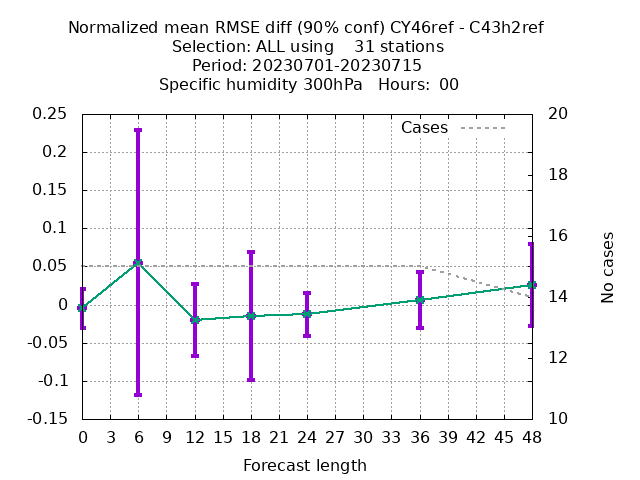 Normalized mean RMSE diff (90% conf) CY46ref - C43h2ref
Selection: ALL using    31 stations
Period: 20230701-20230715
Specific humidity 300hPa   Hours:  00
Cases
0.25
0.2
0.15
0.1
0.05
0
-0.05
-0.1
-0.15
20
18
16
14
12
10
No cases
0 3 6 9 12 15 18 21 24 27 30 33 36 39 42 45 48
Forecast length